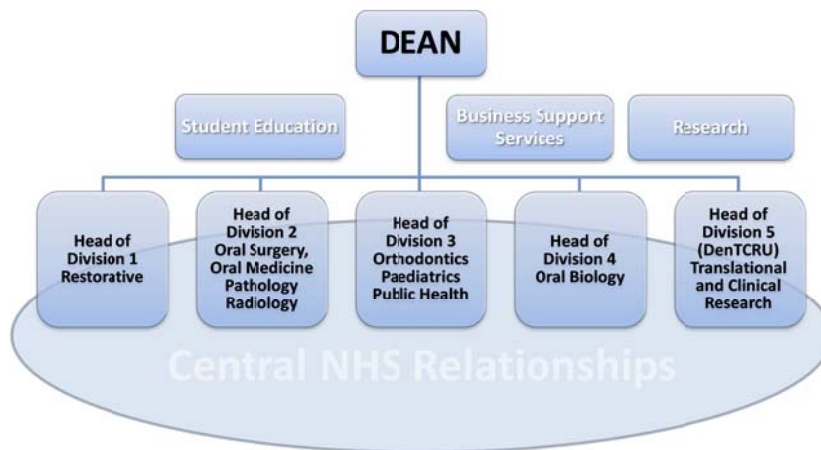 DEAN
Student Education
Business Support
Services
Research
Head of
Division 1
Restorative
Head of
Division 2
Oral Surgery,
Oral Medicine
Pathology
Radiology
Head of
Division 3
Orthodontics
Paediatrics
Public Health
Head of
Division 4
Oral Biology
Head of
Division 5
(DenTCRU)
Translational
and Clinical
Research
Central NHS Relationships